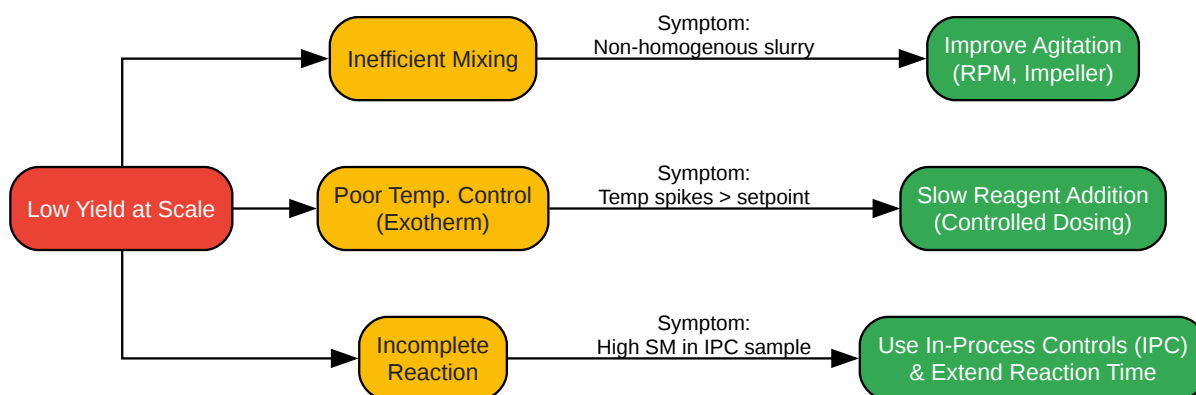 Low Yield at Scale
Inefficient Mixing
Symptom:
Non-homogenous slurry
Improve Agitation
(RPM, Impeller)
Poor Temp. Control
(Exotherm)
Symptom:
Temp spikes > setpoint
Slow Reagent Addition
(Controlled Dosing)
Incomplete
Reaction
Symptom:
High SM in IPC sample
Use In-Process Controls (IPC)
& Extend Reaction Time